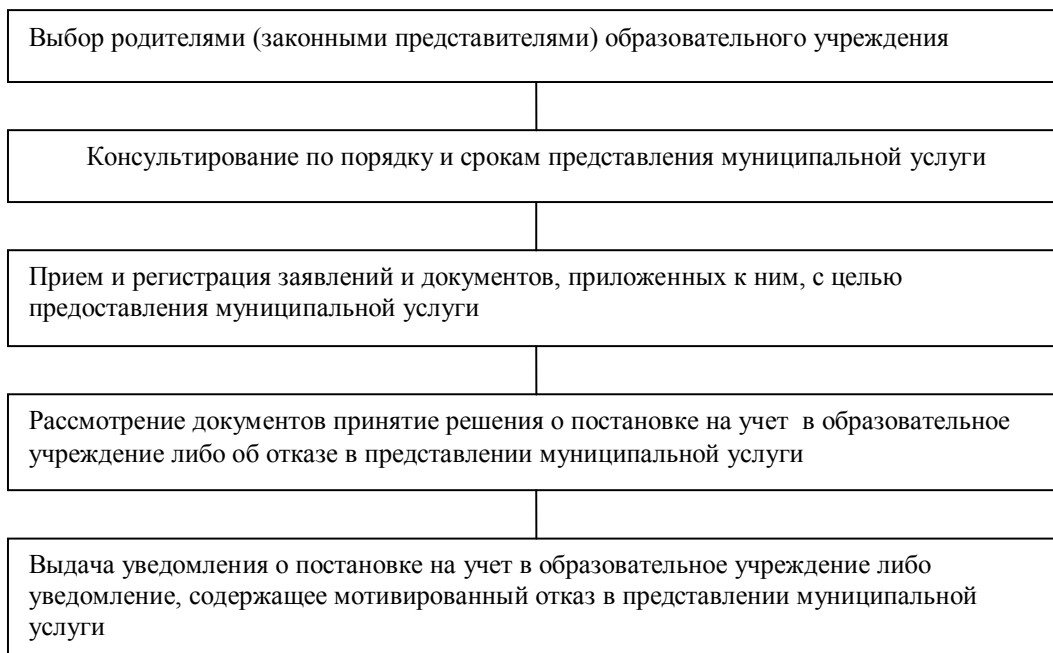 Выбор родителями (законными представителями) образовательного учреждения
Консультирование по порядку и срокам представления муниципальной услуги
Прием и регистрация заявлений и документов, приложенных к ним, с целью
предоставления муниципальной услуги
Рассмотрение документов принятие решения о постановке на учет в образовательное
учреждение либо об отказе в представлении муниципальной услуги
Выдача уведомления о постановке на учет в образовательное учреждение либо
уведомление, содержащее мотивированный отказ в представлении муниципальной
услуги